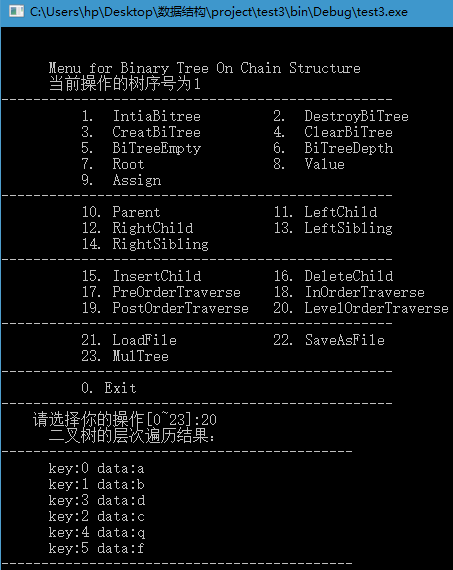 C:\Users\hp\Desktop\数据结构\project\test3\bin\Debug\test3.exe
Menu for Binary Tree On Chain Structure
当前操作的树序号为1
--------------------------------------------------
1. IntiaBitree 2. DestroyBiTree
3. CreatBiTree 4. ClearBiTree
5. BiTreeEmpty 6. BiTreeDepth
7. Root 8. Value
9. Assign
--------------------------------------------------
10. Parent 11. LeftChild
12. RightChild 13. LeftSibling
14. RightSibling
--------------------------------------------------
15. InsertChild 16. DeleteChild
17. PreOrderTraverse 18. InOrderTraverse
19. PostOrderTraverse 20. LevelOrderTraverse
--------------------------------------------------
21. LoadFile 22. SaveAsFile
23. MulTree
--------------------------------------------------
0. Exit
--------------------------------------------------
请选择你的操作[0~23]:20
二叉树的层次遍历结果:
---------------------------------------------
key:0 data:a
key:1 data:b
key:3 data:d
key:2 data:c
key:4 data:q
key:5 data:f
---------------------------------------------